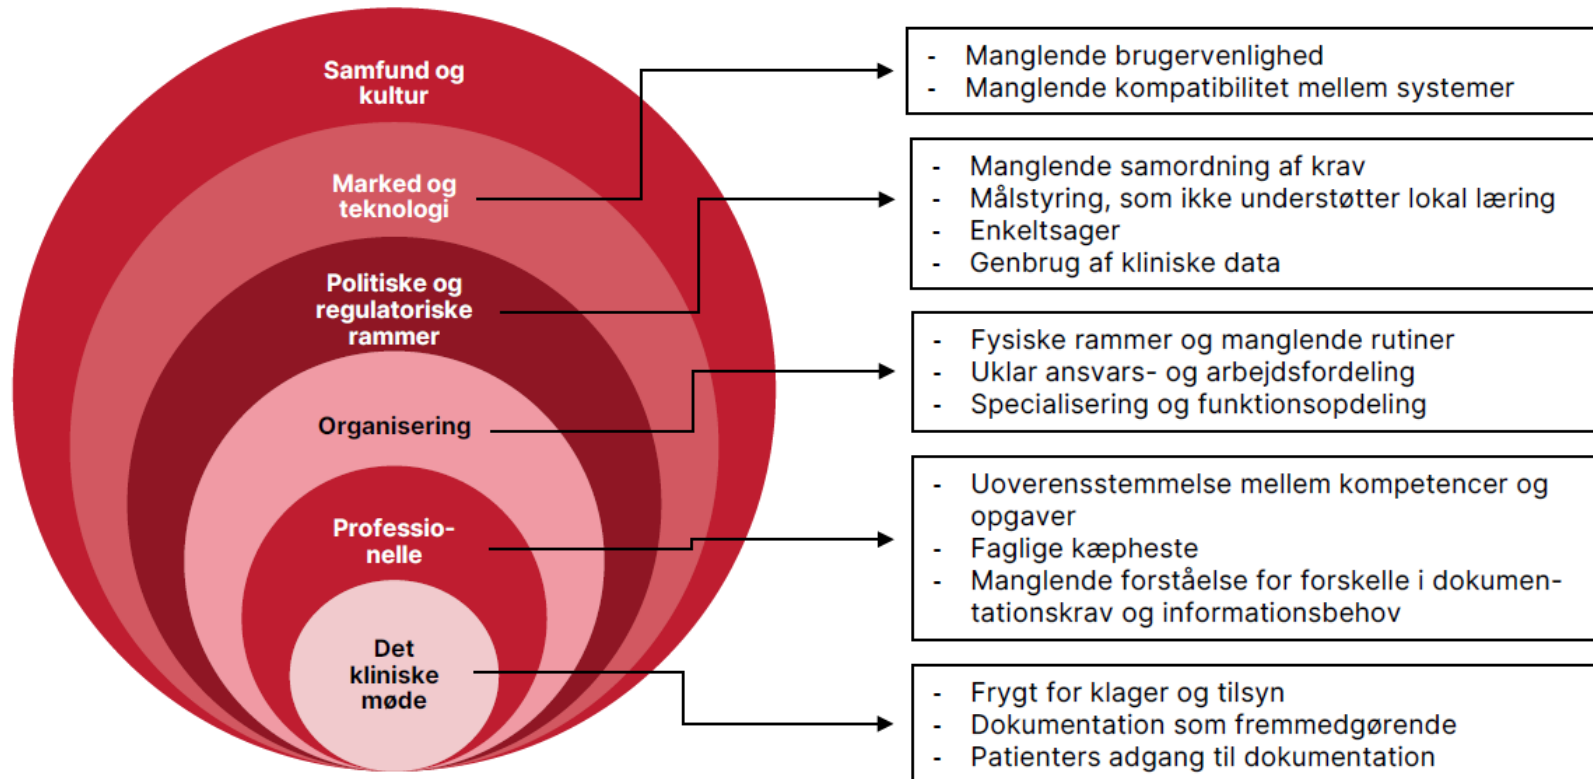 Samfund og
kultur
Marked og
teknologi
Politiske og
regulatoriske
rammer
Organisering
Professio-
nelle
Det
kliniske
møde
- Manglende brugervenlighed
- Manglende kompatibilitet mellem systemer
- Manglende samordning af krav
- Målstyring, som ikke understøtter lokal læring
- Enkeltsager
- Genbrug af kliniske data
- Fysiske rammer og manglende rutiner
- Uklar ansvars- og arbejdsfordeling
- Specialisering og funktionsopdeling
- Uoverensstemmelse mellem kompetencer og
opgaver
- Faglige kæpheste
- Manglende forståelse for forskelle i dokumen-
tationskrav og informationsbehov
- Frygt for klager og tilsyn
- Dokumentation som fremmedgørende
- Patienters adgang til dokumentation